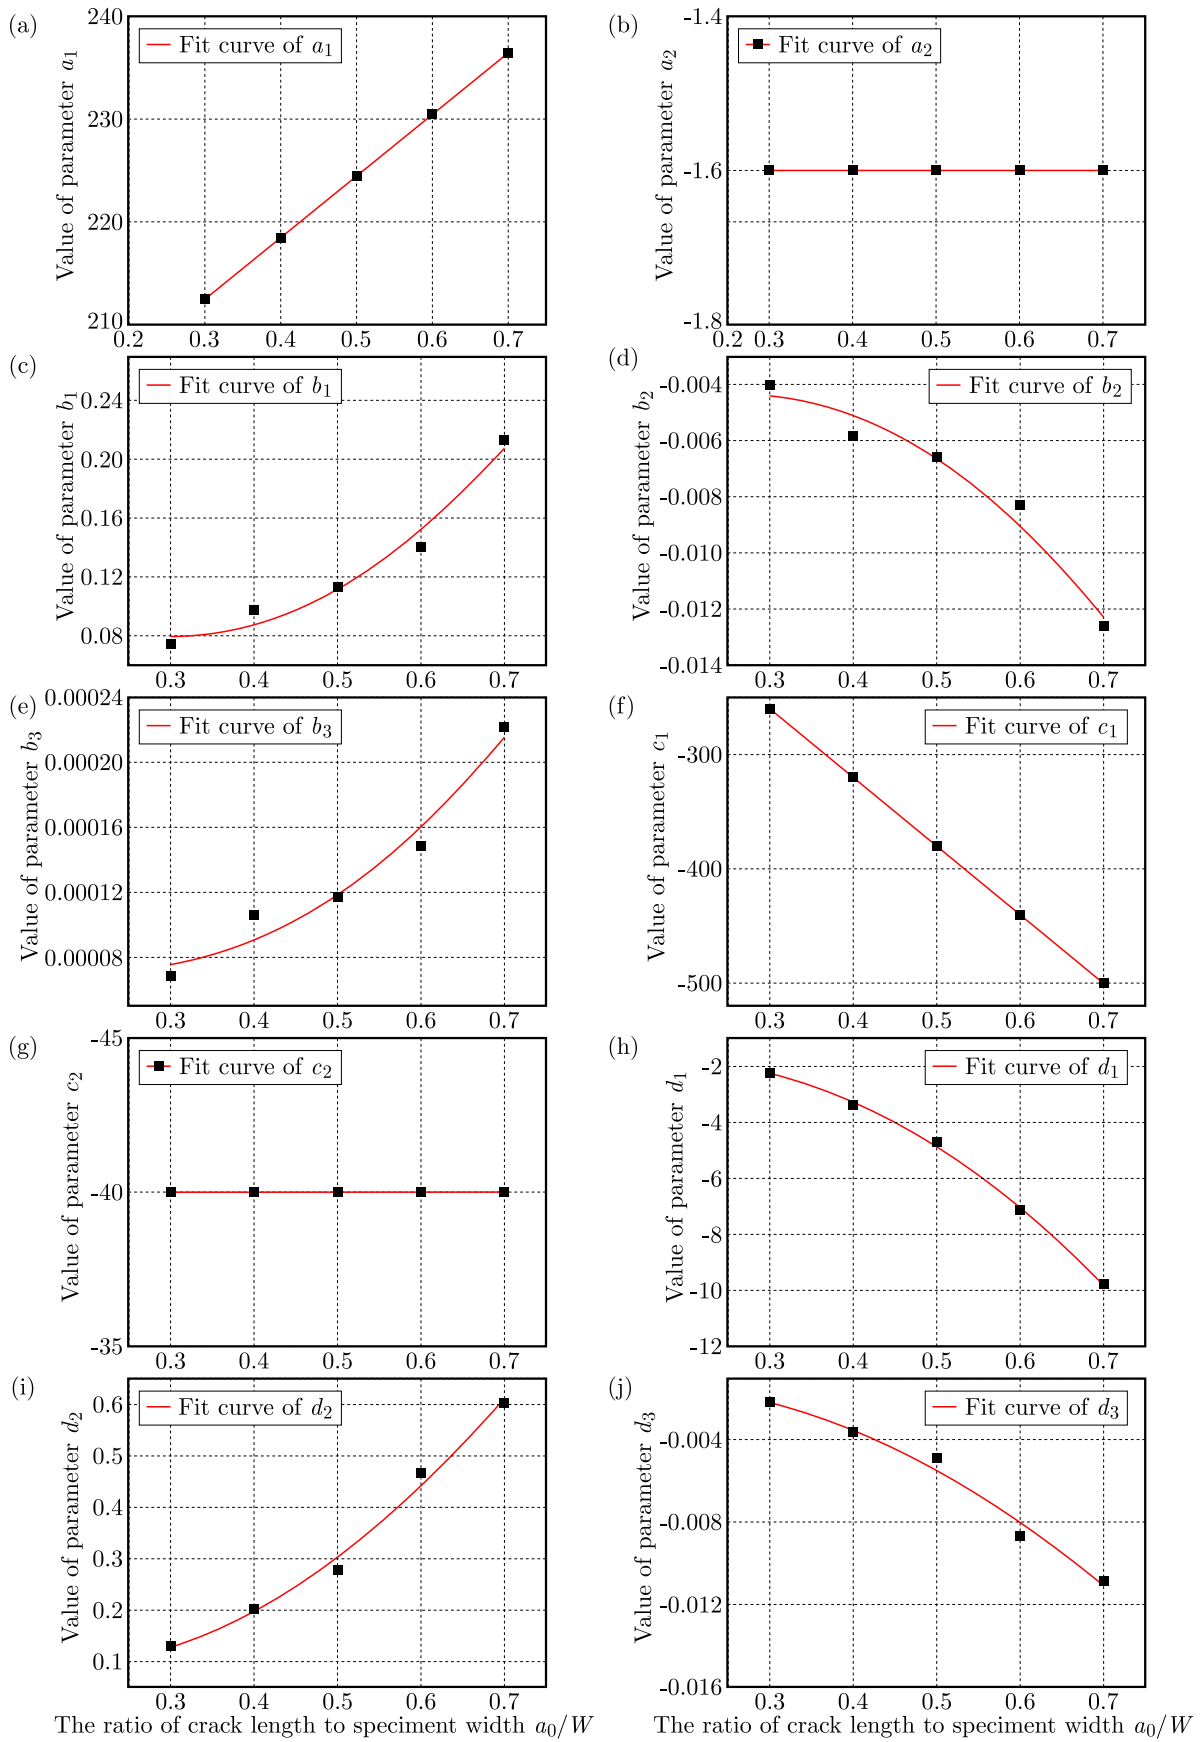 (a)
240
230
220
210
Value of parameter a1
Fit curve of a1
0.2 0.3 0.4 0.5 0.6 0.7
(b)
-1.4
-1.6
-1.8
Value of parameter a2
Fit curve of a2
0.2 0.3 0.4 0.5 0.6 0.7
(c)
0.24
0.20
0.16
0.12
0.08
Value of parameter b1
Fit curve of b1
0.3 0.4 0.5 0.6 0.7
(d)
-0.004
-0.006
-0.008
-0.010
-0.012
-0.014
Value of parameter b2
Fit curve of b2
0.3 0.4 0.5 0.6 0.7
(e)
0.00024
0.00020
0.00016
0.00012
0.00008
Value of parameter b3
Fit curve of b3
0.3 0.4 0.5 0.6 0.7
(f)
-300
-400
-500
Value of parameter c1
Fit curve of c1
0.3 0.4 0.5 0.6 0.7
(g)
-45
-40
-35
Value of parameter c2
Fit curve of c2
0.3 0.4 0.5 0.6 0.7
(h)
-2
-4
-6
-8
-10
-12
Value of parameter d1
Fit curve of d1
0.3 0.4 0.5 0.6 0.7
(i)
0.6
0.5
0.4
0.3
0.2
0.1
Value of parameter d2
Fit curve of d2
0.3 0.4 0.5 0.6 0.7
The ratio of crack length to speciment width a0/W
(j)
-0.004
-0.008
-0.012
-0.016
Value of parameter d3
Fit curve of d3
0.3 0.4 0.5 0.6 0.7
The ratio of crack length to speciment width a0/W